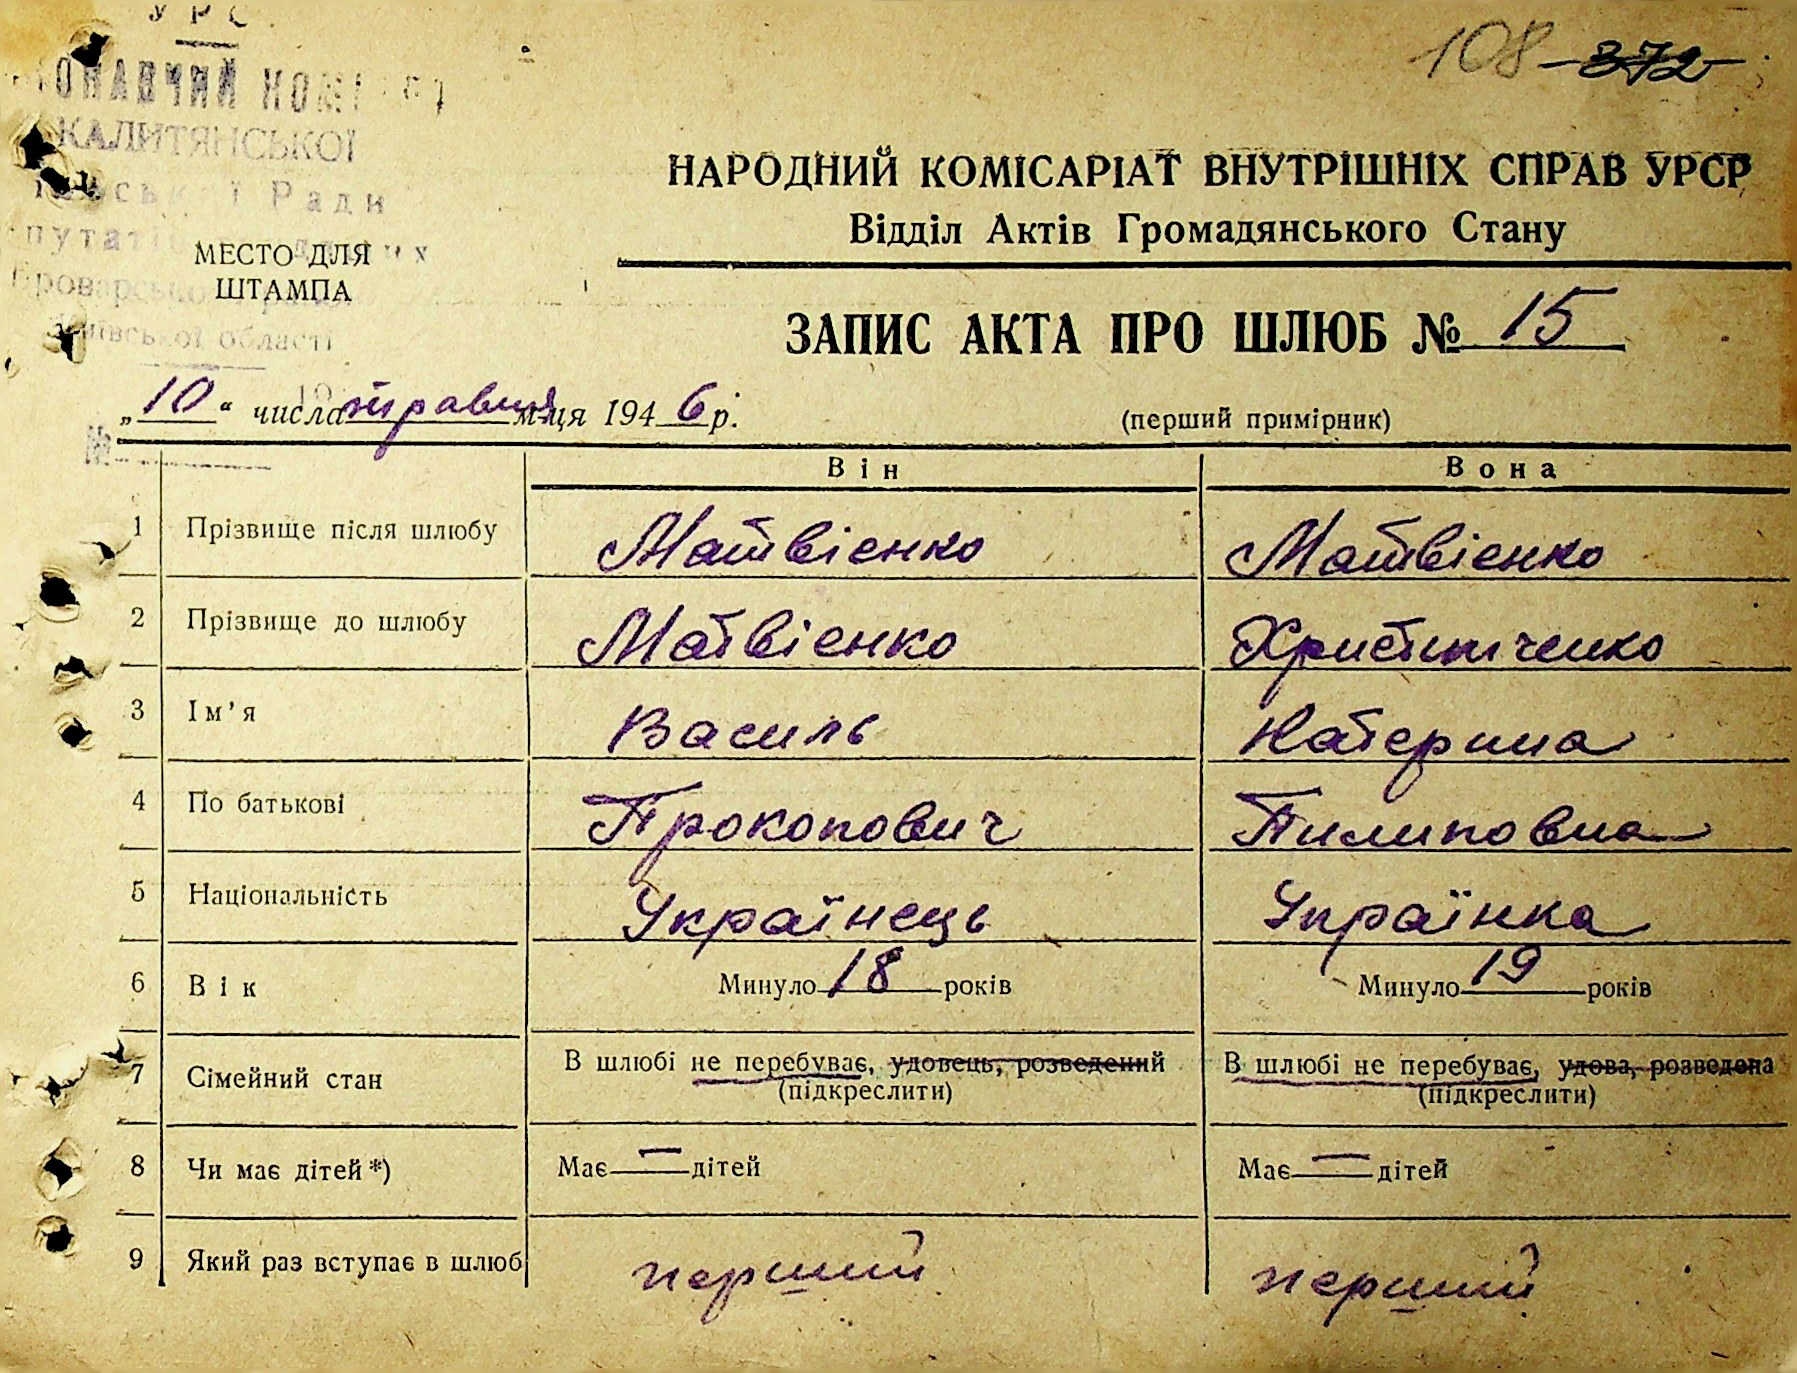 УРС
108 372
ВИКОНАВЧИЙ КОМІТЕТ
КАЛИТЯНСЬКОЇ
Ради
НАРОДНИЙ КОМІСАРІАТ ВНУТРІШНІХ СПРАВ УРСР
Відділ Актів Громадянського Стану
МЕСТО ДЛЯ
ШТАМПА
Київської області
ЗАПИС АКТА ПРО ШЛЮБ № 15
„10“ числа травня м-ця 1946 р.
(перший примірник)
№
Він Вона
1 Прізвище після шлюбу Матвієнко Матвієнко
2 Прізвище до шлюбу Матвієнко Христиченко
3 Ім’я Василь Катерина
4 По батькові Прокопович Пилиповна
5 Національність Українець Українка
6 Вік Минуло 18 років Минуло 19 років
7 Сімейний стан В шлюбі не перебуває, удовець, розведений В шлюбі не перебуває, удова, розведена
(підкреслити) (підкреслити)
8 Чи має дітей *) Має — дітей Має — дітей
9 Який раз вступає в шлюб перший перший